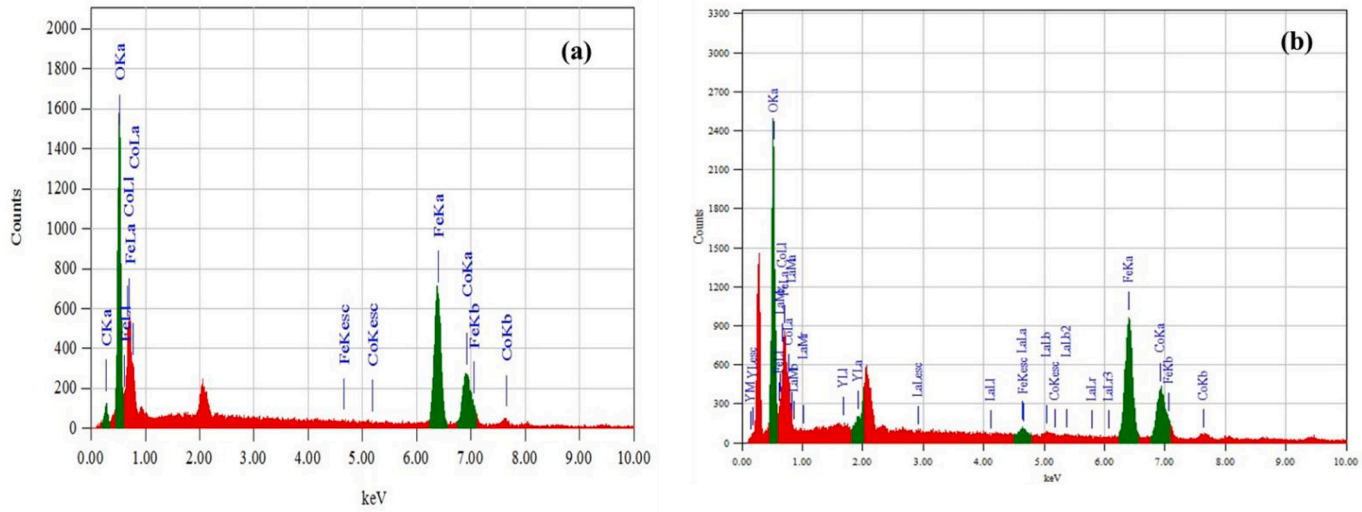 (a)
Counts
2000
1800
1600
1400
1200
1000
800
600
400
200
0
CKa
OKa
FeLl
FeLa CoLl
CoLa
FeKesc
CoKesc
FeKa
CoKa
FeKb
CoKb
0.00 1.00 2.00 3.00 4.00 5.00 6.00 7.00 8.00 9.00 10.00
keV
(b)
Counts
3300
3000
2700
2400
2100
1800
1500
1200
900
600
300
0
YM YLesc
OKa
FeLl
FeLa CoLl
CoLa
LaMa
LaMb
LaMr
YLl
YLa
LaLesc
LaLl
FeKesc LaLa
LaLb
CoKesc
LaLb2
LaLr
LaLr3
FeKa
CoKa
FeKb
CoKb
0.00 1.00 2.00 3.00 4.00 5.00 6.00 7.00 8.00 9.00 10.00
keV